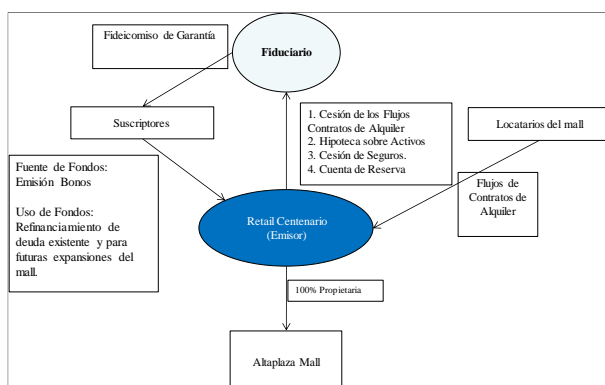 Fideicomiso de Garantía
Fiduciario
Suscriptores
1. Cesión de los Flujos
Contratos de Alquiler
2. Hipoteca sobre Activos
3. Cesión de Seguros.
4. Cuenta de Reserva
Locatarios del mall
Fuente de Fondos:
Emisión Bonos
Uso de Fondos:
Refinanciamiento de
deuda existente y para
futuras expansiones del
mall.
Retail Centenario
(Emisor)
Flujos de
Contratos de
Alquiler
100% Propietaria
Altaplaza Mall